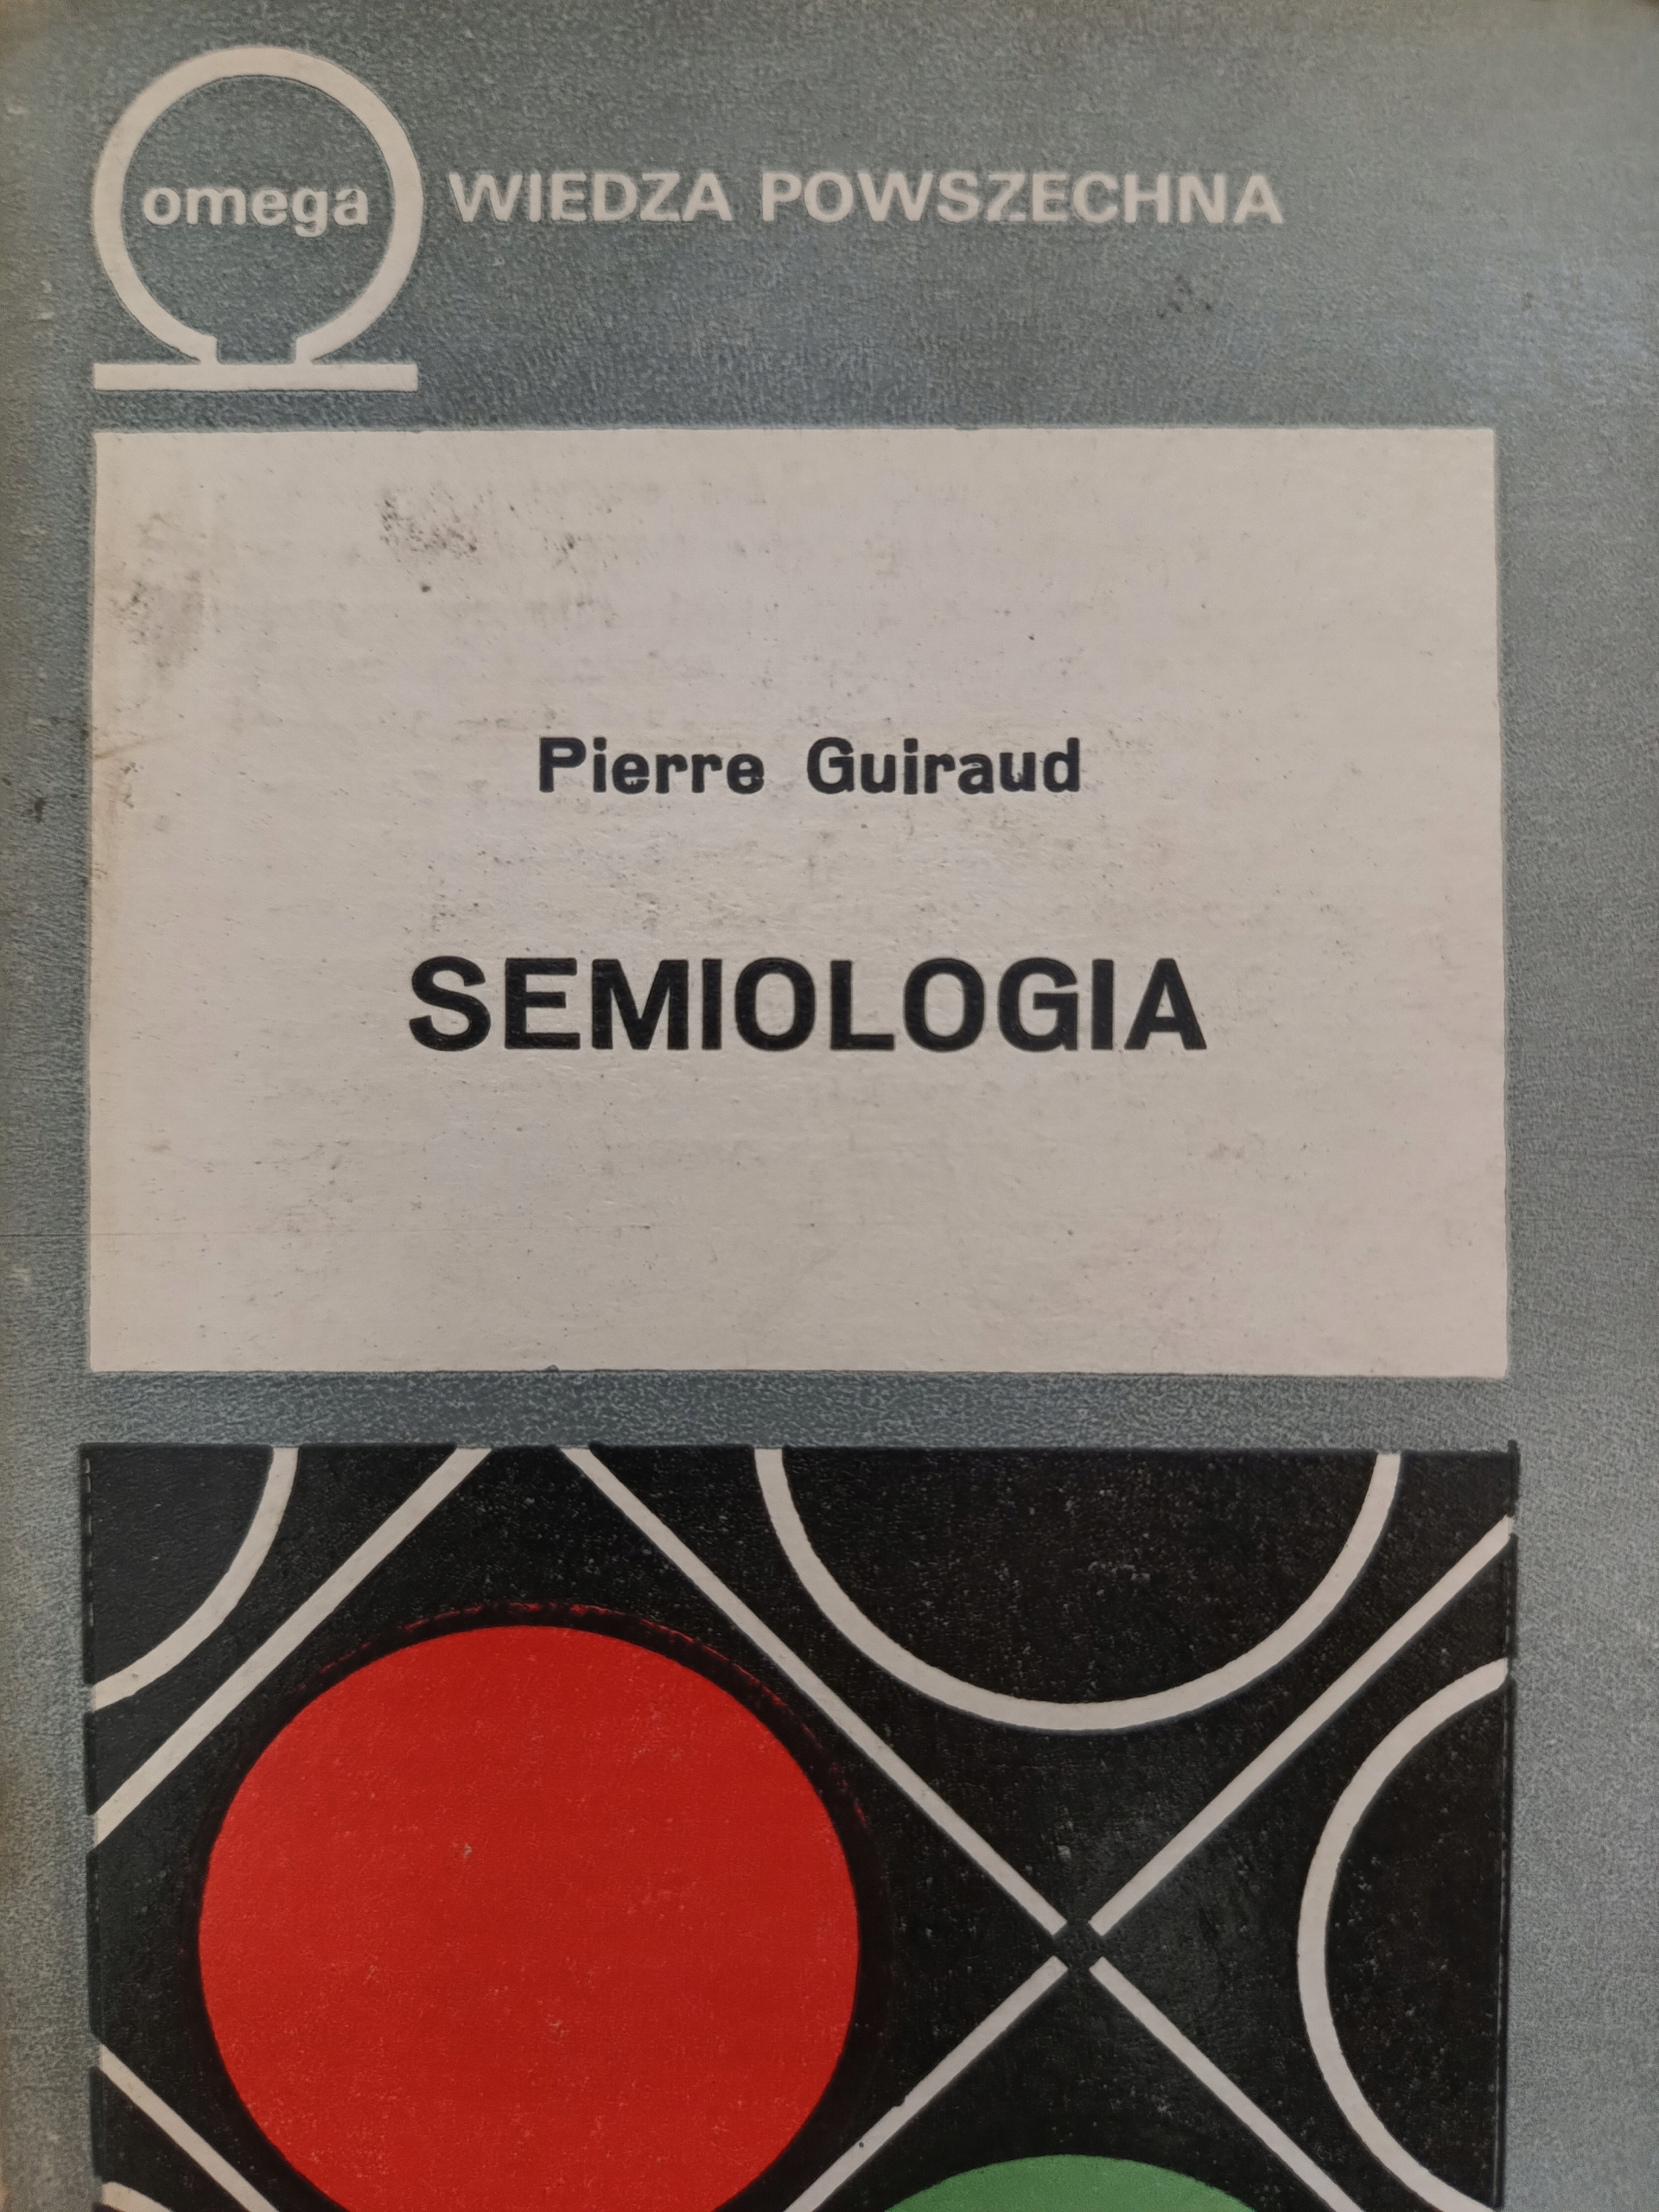 omega WIEDZA POWSZECHNA
Pierre Guiraud
SEMIOLOGIA